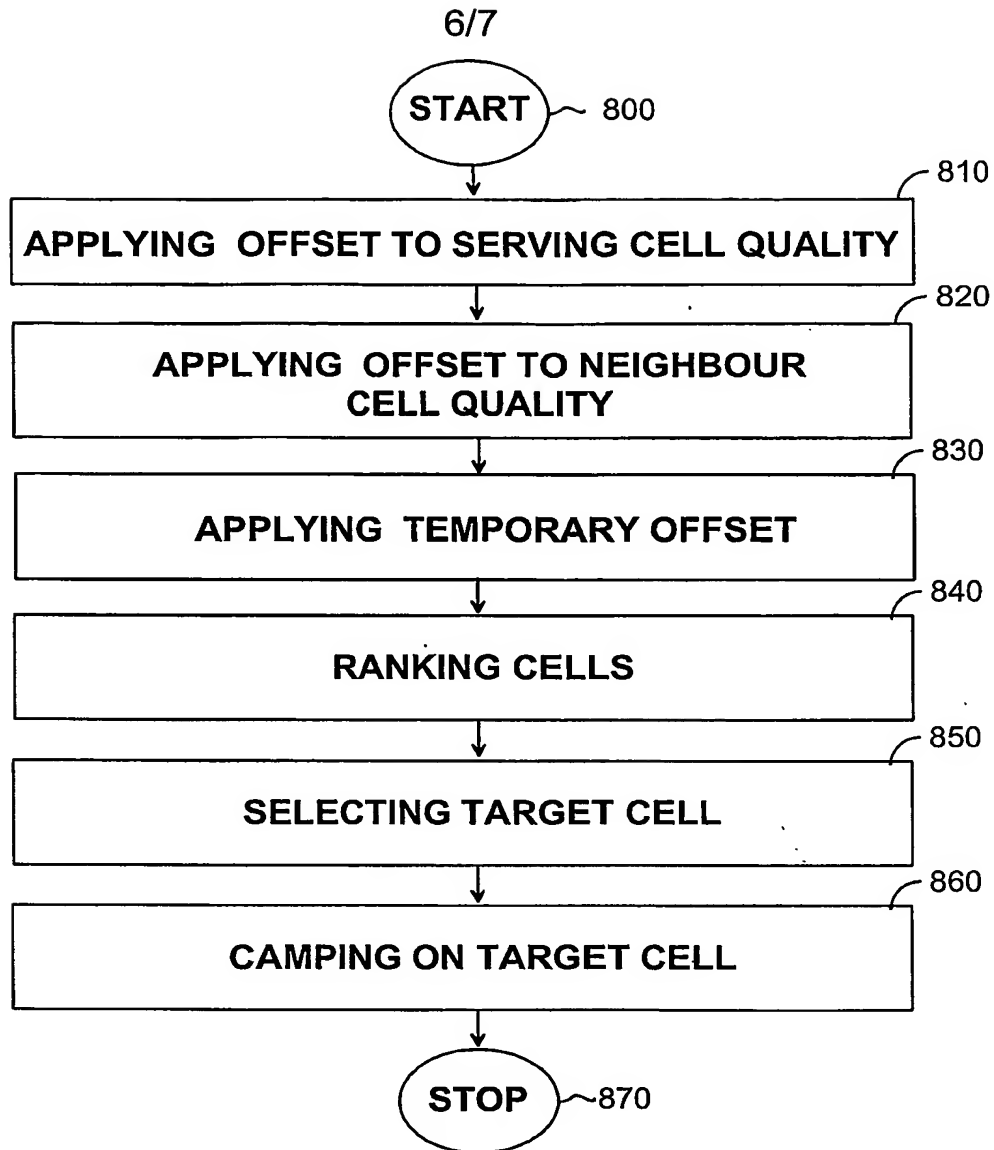 6/7
START 800
810
APPLYING OFFSET TO SERVING CELL QUALITY
820
APPLYING OFFSET TO NEIGHBOUR
CELL QUALITY
830
APPLYING TEMPORARY OFFSET
840
RANKING CELLS
850
SELECTING TARGET CELL
860
CAMPING ON TARGET CELL
STOP 870